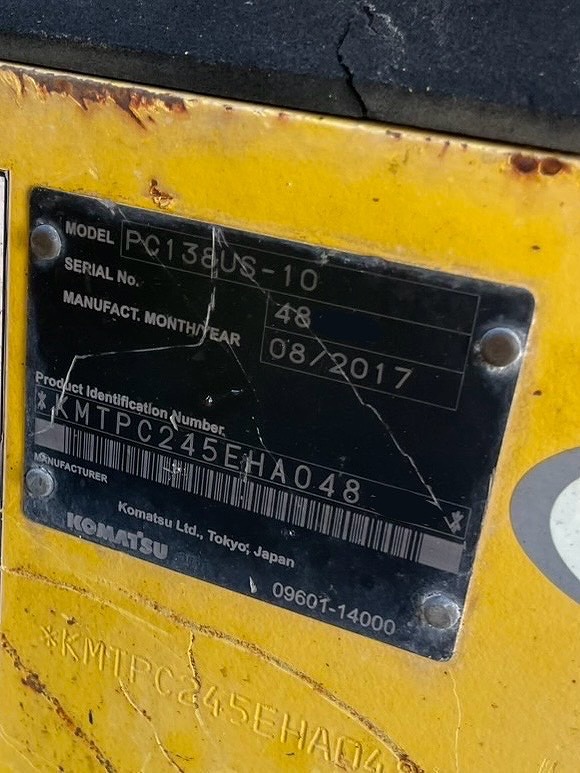 MODEL PC138US-10
SERIAL No. 48
MANUFACT. MONTH/YEAR 08/2017
Product Identification Number
*KMTPC245EHA048 *
MANUFACTURER
Komatsu Ltd., Tokyo, Japan
KOMATSU
09601-14000
*KMTPC245EHA048